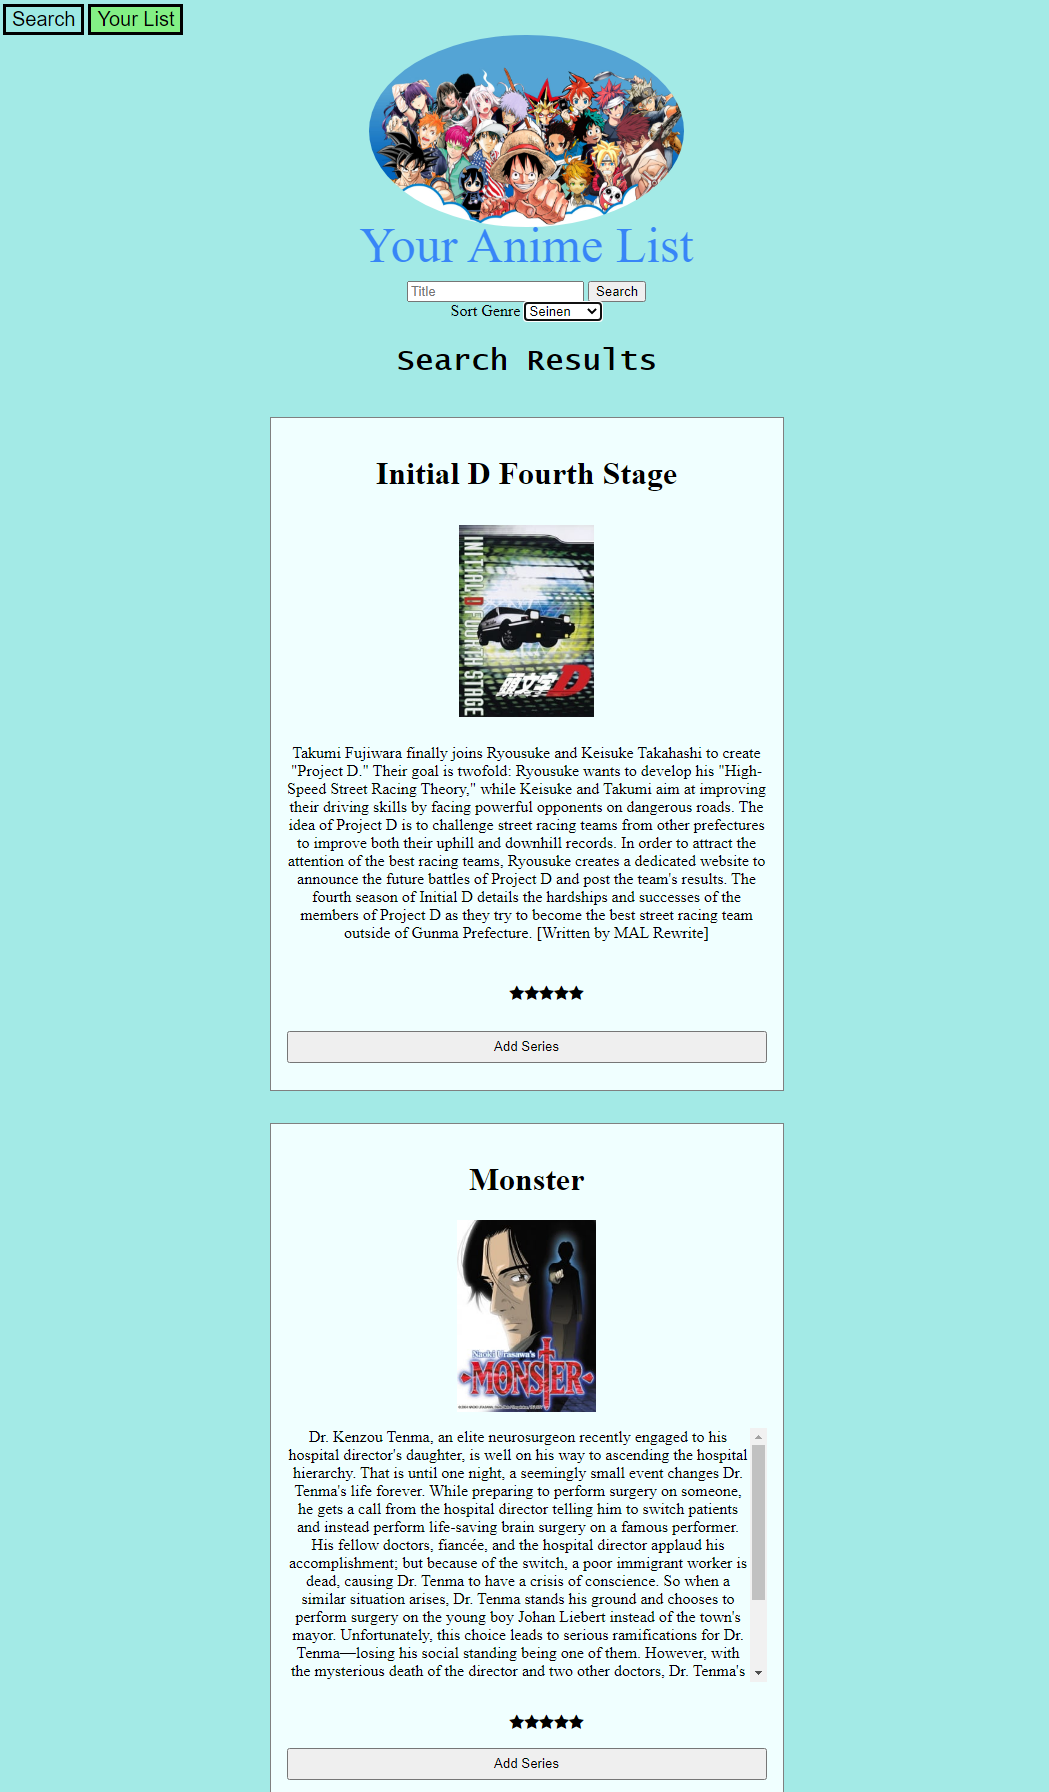 Search Your List
Your Anime List
Title Search
Sort Genre Seinen
Search Results
Initial D Fourth Stage
INITIAL D FOURTH STAGE
頭文字D
Takumi Fujiwara finally joins Ryousuke and Keisuke Takahashi to create
"Project D." Their goal is twofold: Ryousuke wants to develop his "High-
Speed Street Racing Theory," while Keisuke and Takumi aim at improving
their driving skills by facing powerful opponents on dangerous roads. The
idea of Project D is to challenge street racing teams from other prefectures
to improve both their uphill and downhill records. In order to attract the
attention of the best racing teams, Ryousuke creates a dedicated website to
announce the future battles of Project D and post the team's results. The
fourth season of Initial D details the hardships and successes of the
members of Project D as they try to become the best street racing team
outside of Gunma Prefecture. [Written by MAL Rewrite]
Add Series
Monster
Naoki Urasawa's
MONSTER
Dr. Kenzou Tenma, an elite neurosurgeon recently engaged to his
hospital director's daughter, is well on his way to ascending the hospital
hierarchy. That is until one night, a seemingly small event changes Dr.
Tenma's life forever. While preparing to perform surgery on someone,
he gets a call from the hospital director telling him to switch patients
and instead perform life-saving brain surgery on a famous performer.
His fellow doctors, fiancée, and the hospital director applaud his
accomplishment; but because of the switch, a poor immigrant worker is
dead, causing Dr. Tenma to have a crisis of conscience. So when a
similar situation arises, Dr. Tenma stands his ground and chooses to
perform surgery on the young boy Johan Liebert instead of the town's
mayor. Unfortunately, this choice leads to serious ramifications for Dr.
Tenma—losing his social standing being one of them. However, with
the mysterious death of the director and two other doctors, Dr. Tenma's
Add Series